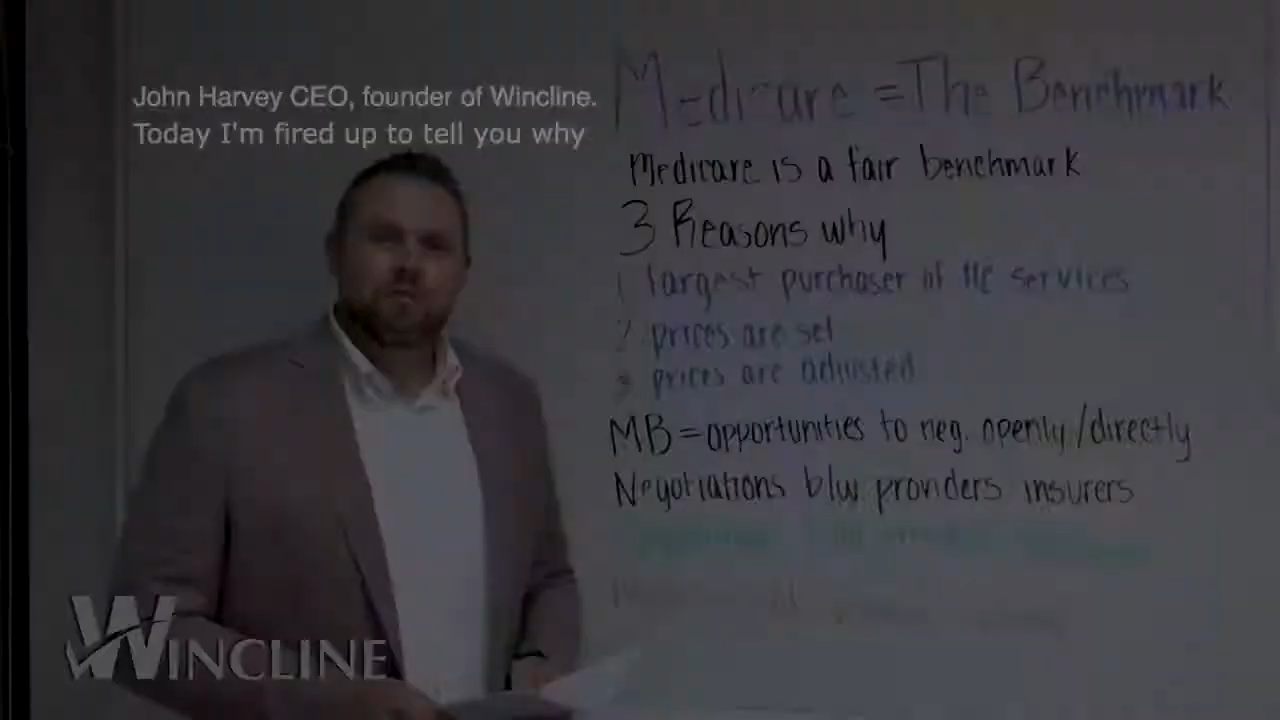 John Harvey CEO, founder of Wincline.
Today I'm fired up to tell you why
Medicare = The Benchmark
Medicare is a fair benchmark
3 Reasons why
1 largest purchaser of HC services
2 prices are set
3 prices are adjusted
MB = opportunities to neg. openly/directly
Negotiations b/w providers insurers
WINCLINE